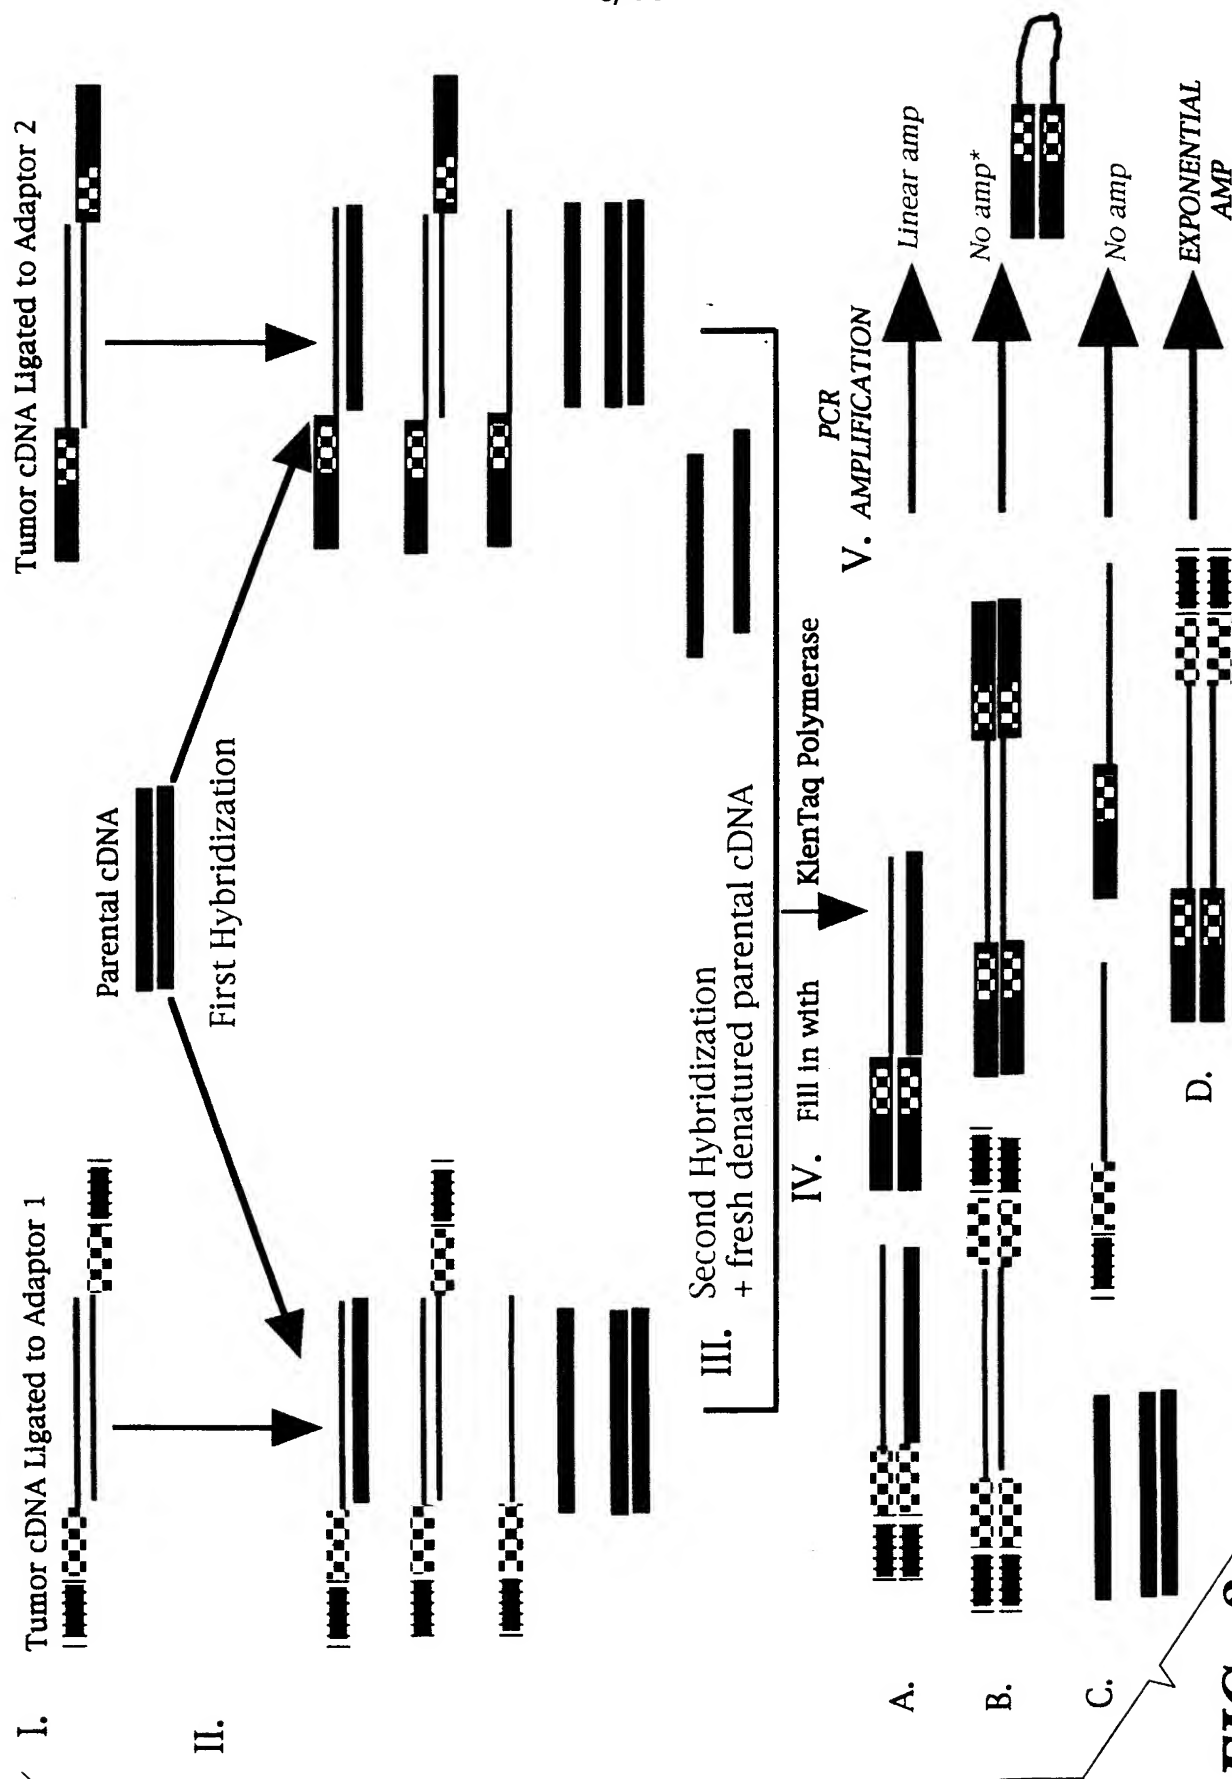 I. Tumor cDNA Ligated to Adaptor 1
Tumor cDNA Ligated to Adaptor 2
Parental cDNA
II.
First Hybridization
III. Second Hybridization
+ fresh denatured parental cDNA
IV. Fill in with KlenTaq Polymerase
PCR
V. AMPLIFICATION
A.
Linear amp
B.
No amp*
C.
No amp
D.
EXPONENTIAL
AMP